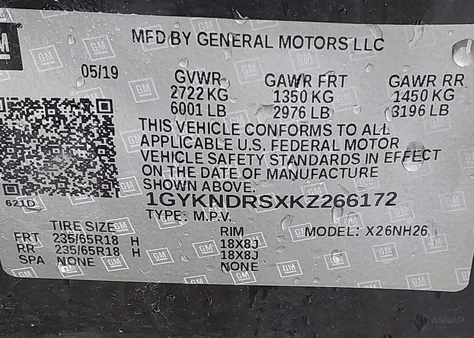 GM
MFD BY GENERAL MOTORS LLC
05/19 GVWR GAWR FRT GAWR RR
2722 KG 1350 KG 1450 KG
6001 LB 2976 LB 3196 LB
THIS VEHICLE CONFORMS TO ALL
APPLICABLE U.S. FEDERAL MOTOR
VEHICLE SAFETY STANDARDS IN EFFECT
ON THE DATE OF MANUFACTURE
SHOWN ABOVE.
621D 1GYKNDRSXKZ266172
TYPE: M.P.V.
TIRE SIZE RIM MODEL: X26NH26
FRT 235/65R18 H 18X8J
RR 235/65R18 H 18X8J
SPA NONE NONE